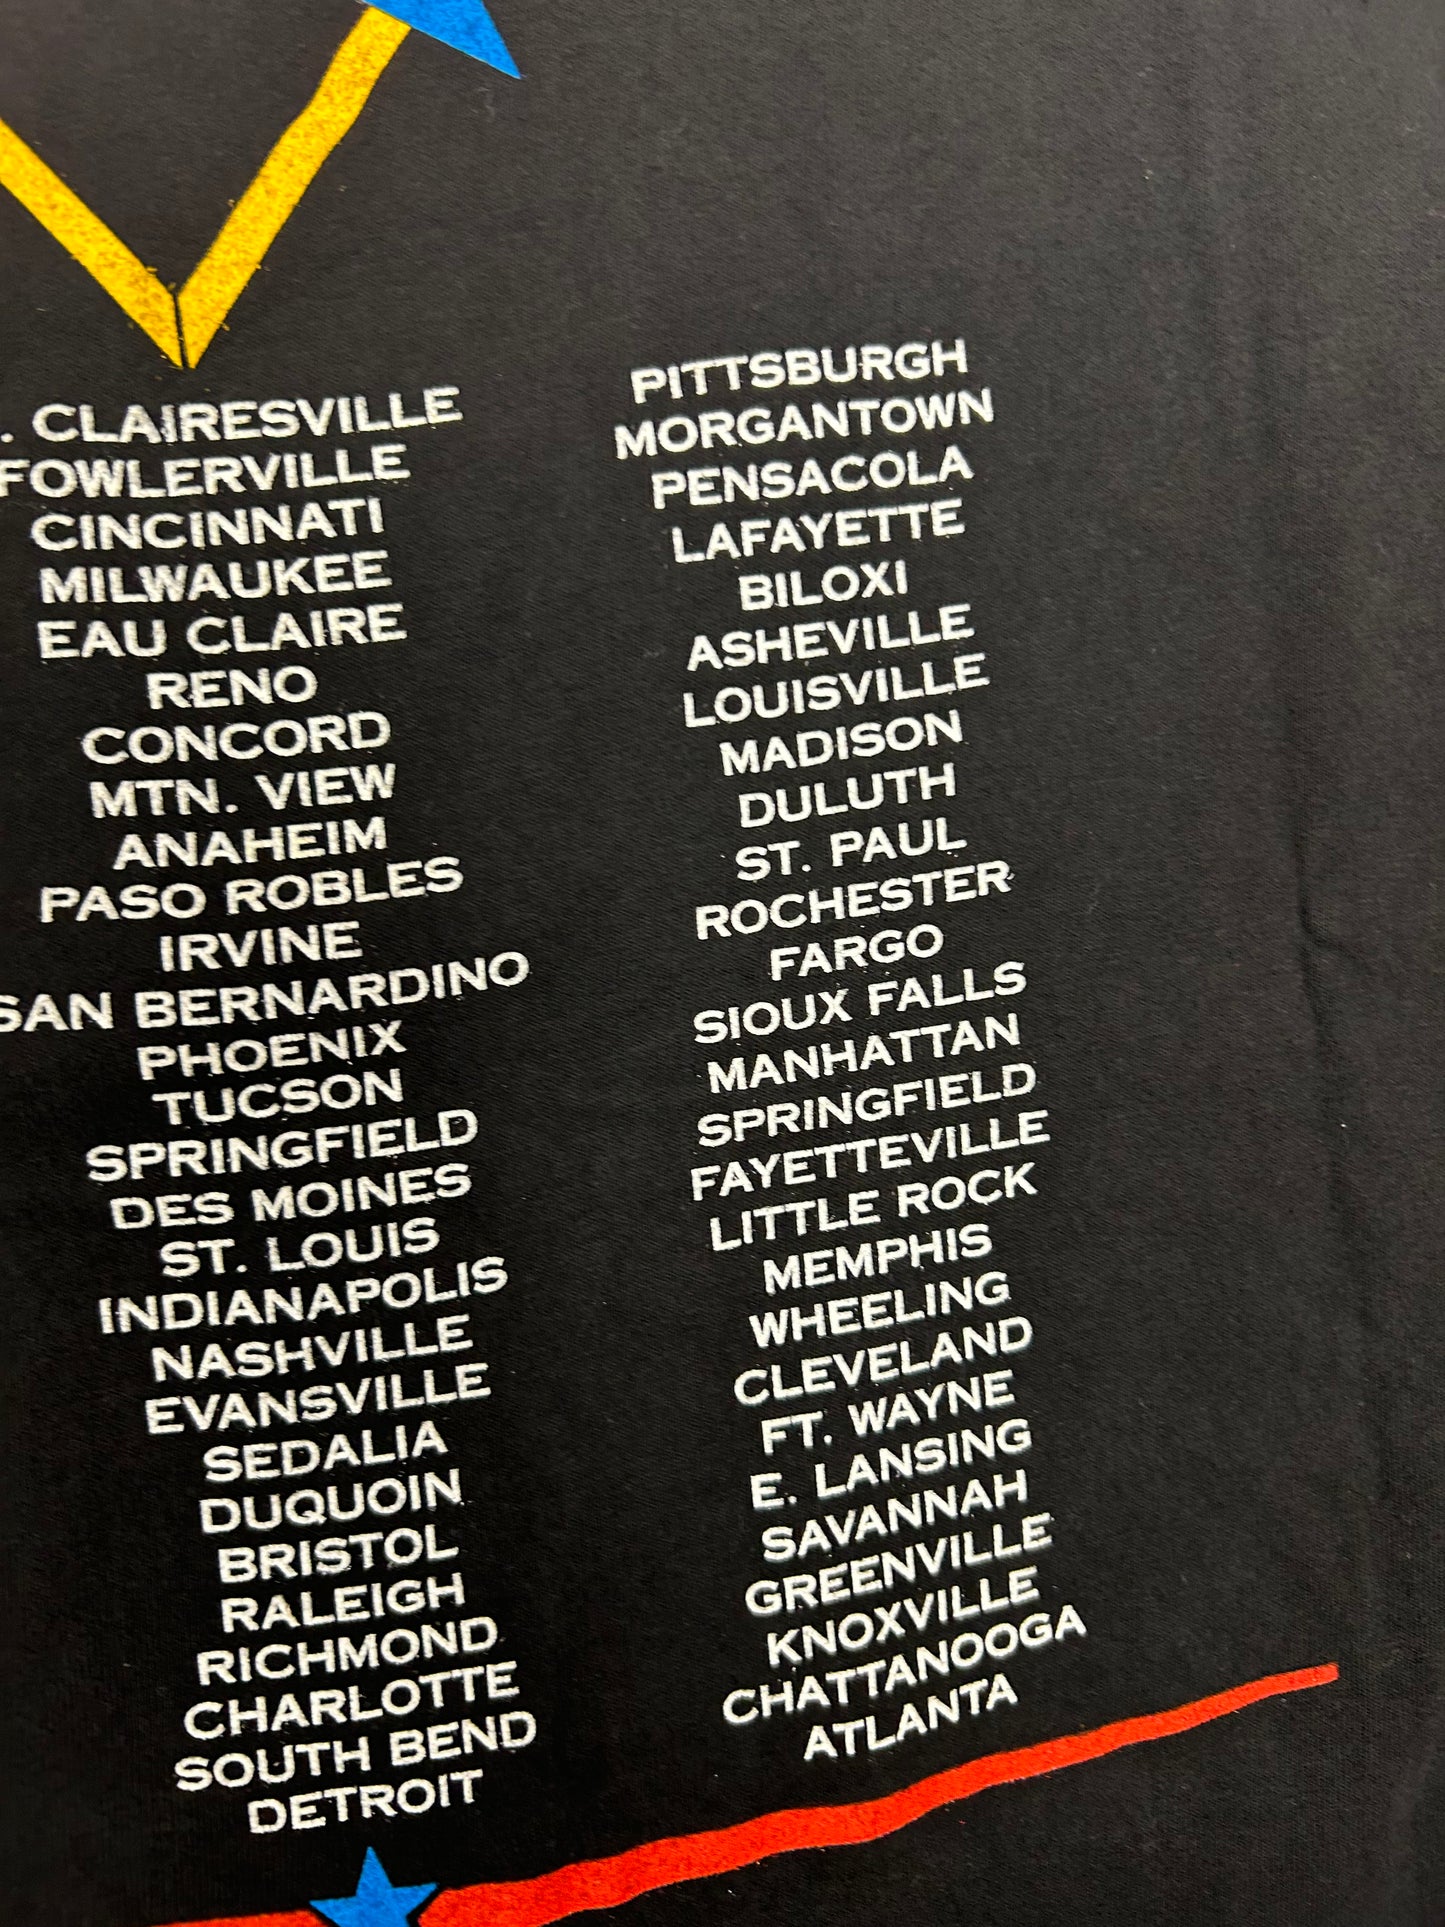 . CLAIRESVILLE
FOWLERVILLE
CINCINNATI
MILWAUKEE
EAU CLAIRE
RENO
CONCORD
MTN. VIEW
ANAHEIM
PASO ROBLES
IRVINE
SAN BERNARDINO
PHOENIX
TUCSON
SPRINGFIELD
DES MOINES
ST. LOUIS
INDIANAPOLIS
NASHVILLE
EVANSVILLE
SEDALIA
DUQUOIN
BRISTOL
RALEIGH
RICHMOND
CHARLOTTE
SOUTH BEND
DETROIT
PITTSBURGH
MORGANTOWN
PENSACOLA
LAFAYETTE
BILOXI
ASHEVILLE
LOUISVILLE
MADISON
DULUTH
ST. PAUL
ROCHESTER
FARGO
SIOUX FALLS
MANHATTAN
SPRINGFIELD
FAYETTEVILLE
LITTLE ROCK
MEMPHIS
WHEELING
CLEVELAND
FT. WAYNE
E. LANSING
SAVANNAH
GREENVILLE
KNOXVILLE
CHATTANOOGA
ATLANTA